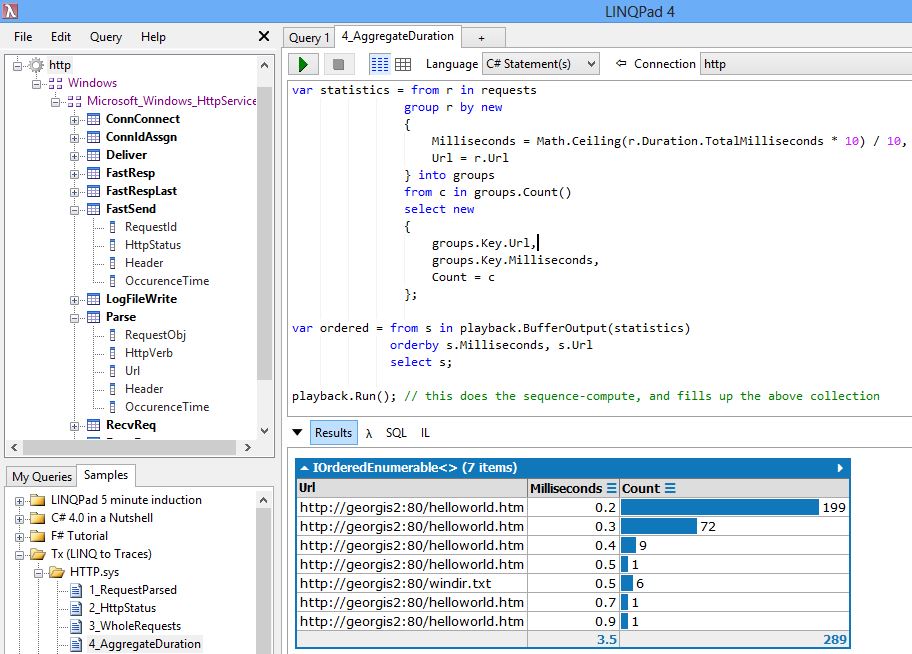 LINQPad 4
File Edit Query Help
http
Windows
Microsoft_Windows_HttpService
ConnConnect
ConnIdAssgn
Deliver
FastResp
FastRespLast
FastSend
RequestId
HttpStatus
Header
OccurenceTime
LogFileWrite
Parse
RequestObj
HttpVerb
Url
Header
OccurenceTime
RecvReq
My Queries Samples
LINQPad 5 minute induction
C# 4.0 in a Nutshell
F# Tutorial
Tx (LINQ to Traces)
HTTP.sys
1_RequestParsed
2_HttpStatus
3_WholeRequests
4_AggregateDuration
Query 1 4_AggregateDuration +
Language C# Statement(s) Connection http
var statistics = from r in requests
group r by new
{
Milliseconds = Math.Ceiling(r.Duration.TotalMilliseconds * 10) / 10,
Url = r.Url
} into groups
from c in groups.Count()
select new
{
groups.Key.Url,
groups.Key.Milliseconds,
Count = c
};
var ordered = from s in playback.BufferOutput(statistics)
orderby s.Milliseconds, s.Url
select s;
playback.Run(); // this does the sequence-compute, and fills up the above collection
Results λ SQL IL
IOrderedEnumerable<> (7 items)
Url Milliseconds Count
http://georgis2:80/helloworld.htm 0.2 199
http://georgis2:80/helloworld.htm 0.3 72
http://georgis2:80/helloworld.htm 0.4 9
http://georgis2:80/helloworld.htm 0.5 1
http://georgis2:80/windir.txt 0.5 6
http://georgis2:80/helloworld.htm 0.7 1
http://georgis2:80/helloworld.htm 0.9 1
3.5 289